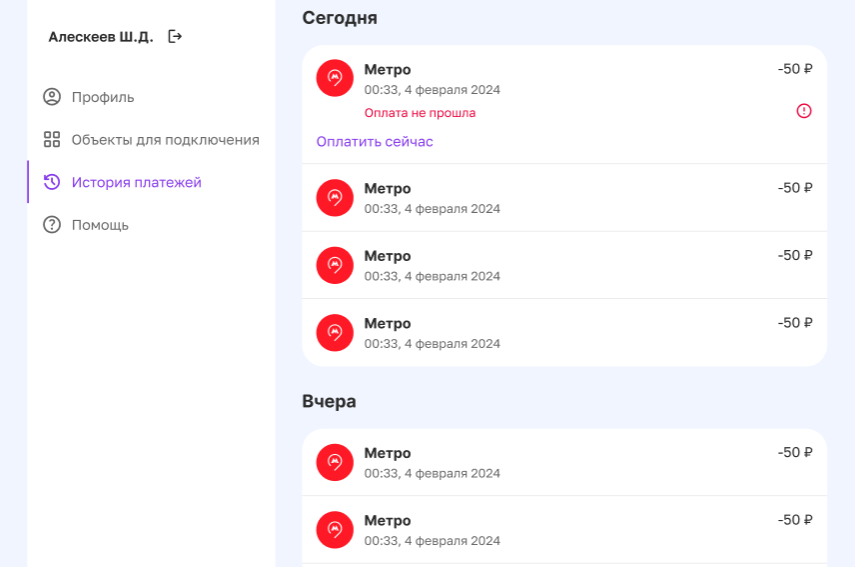 Алескеев Ш.Д.
Профиль
Объекты для подключения
История платежей
Помощь
Сегодня
Метро -50 ₽
00:33, 4 февраля 2024
Оплата не прошла
Оплатить сейчас
Метро -50 ₽
00:33, 4 февраля 2024
Метро -50 ₽
00:33, 4 февраля 2024
Метро -50 ₽
00:33, 4 февраля 2024
Вчера
Метро -50 ₽
00:33, 4 февраля 2024
Метро -50 ₽
00:33, 4 февраля 2024